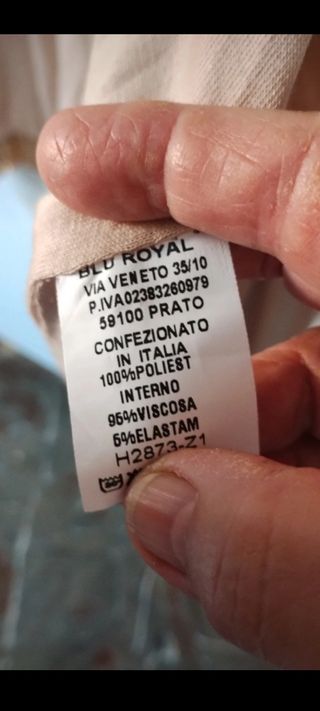 BLU ROYAL
VIA VENETO 35/10
P.IVA02383260979
59100 PRATO
CONFEZIONATO
IN ITALIA
100%POLIEST
INTERNO
95%VISCOSA
5%ELASTAM
H2873-Z1